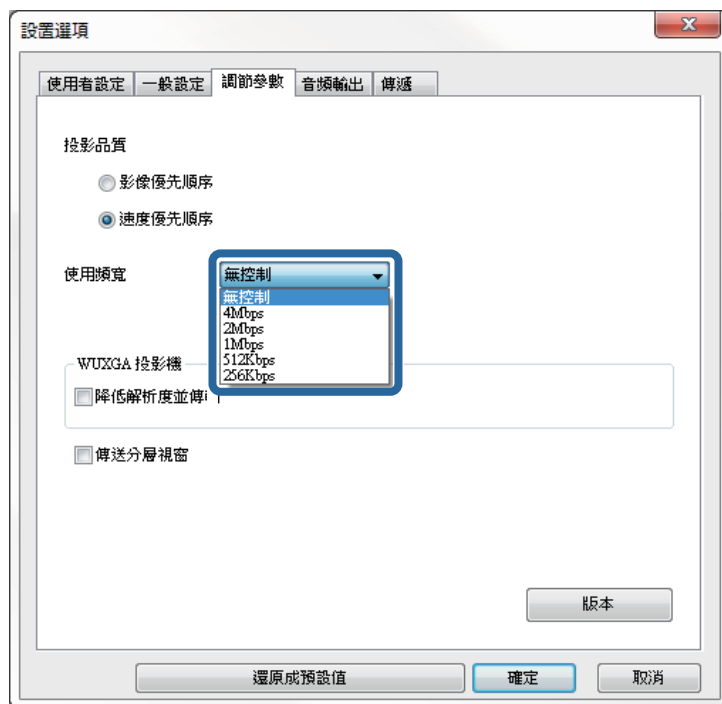 設置選項
使用者設定 一般設定 調節參數 音頻輸出 傳遞
投影品質
影像優先順序
速度優先順序
使用頻寬 無控制
無控制
4Mbps
2Mbps
1Mbps
512Kbps
256Kbps
WUXGA 投影機
降低解析度並傳
傳送分層視窗
版本
還原成預設值 確定 取消